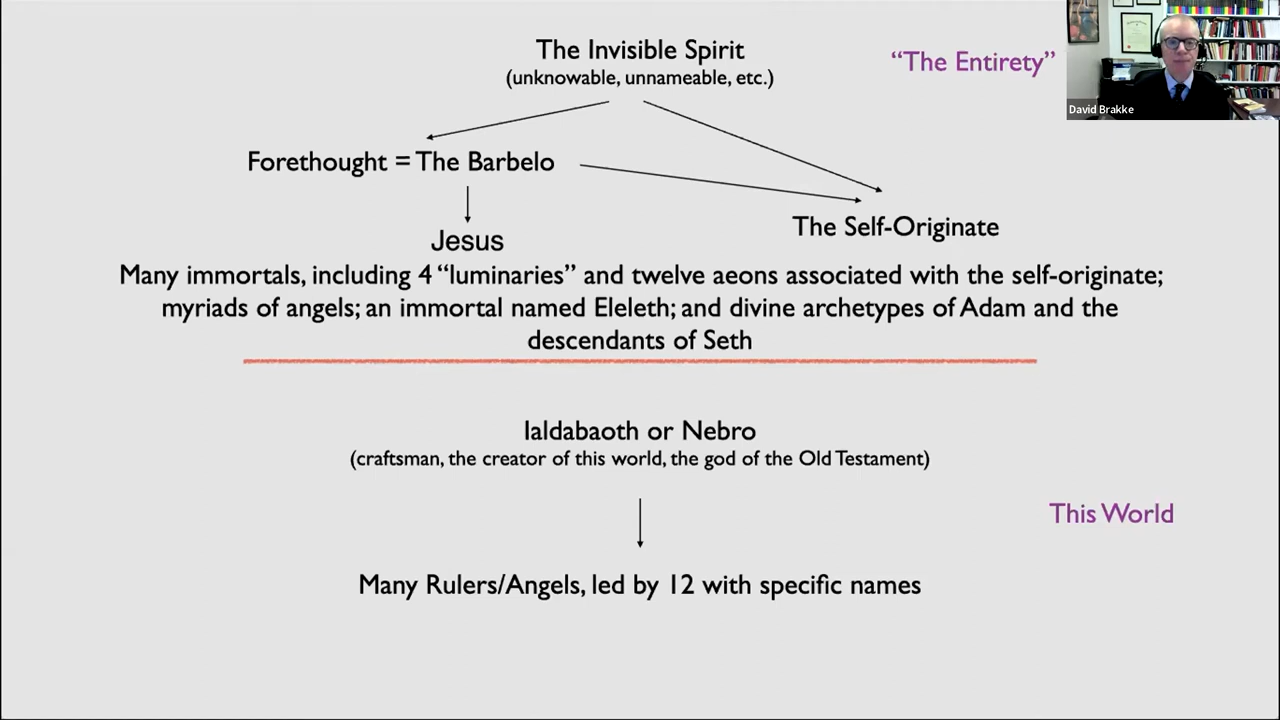 The Invisible Spirit
(unknowable, unnameable, etc.)
“The Entirety”
David Brakke
Forethought = The Barbelo
The Self-Originate
Jesus
Many immortals, including 4 “luminaries” and twelve aeons associated with the self-originate;
myriads of angels; an immortal named Eleleth; and divine archetypes of Adam and the
descendants of Seth
Ialdabaoth or Nebro
(craftsman, the creator of this world, the god of the Old Testament)
This World
Many Rulers/Angels, led by 12 with specific names